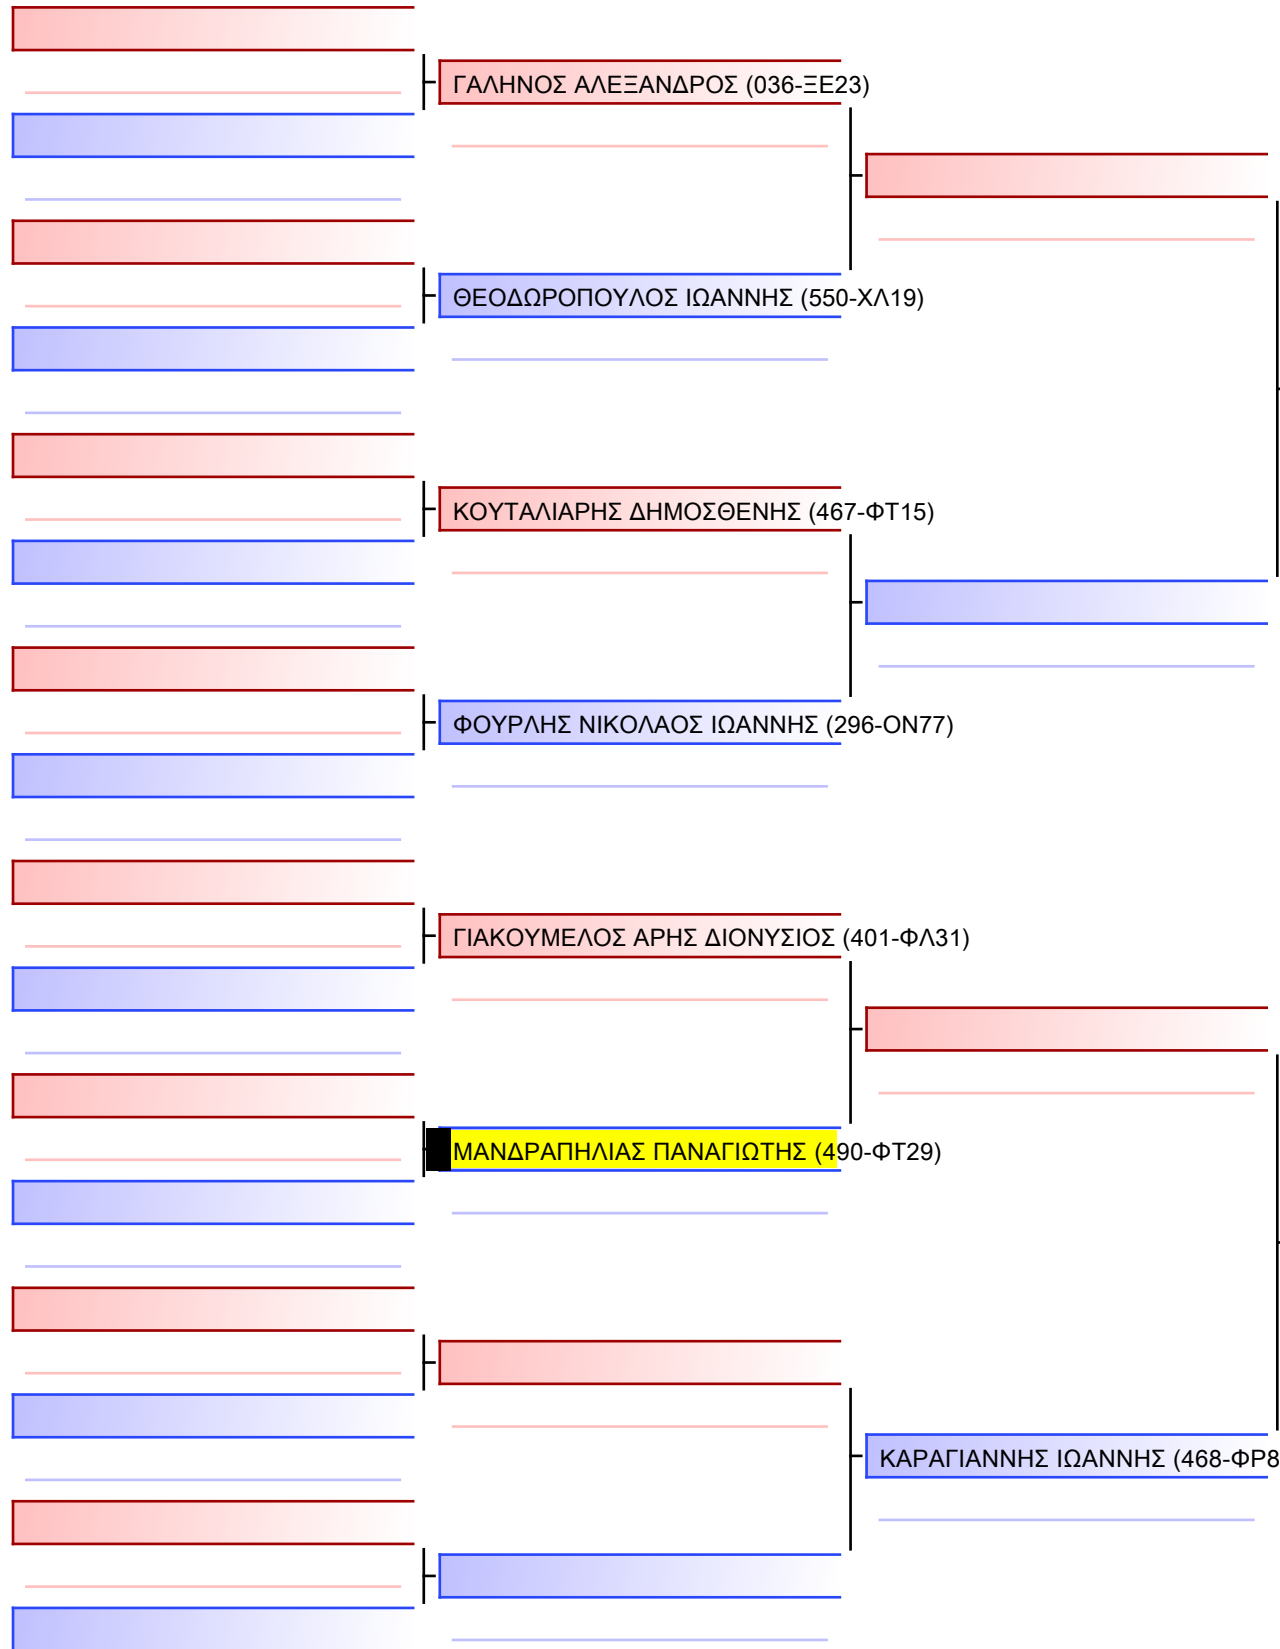 ΓΑΛΗΝΟΣ ΑΛΕΞΑΝΔΡΟΣ (036-ΞΕ23)
ΘΕΟΔΩΡΟΠΟΥΛΟΣ ΙΩΑΝΝΗΣ (550-ΧΛ19)
ΚΟΥΤΑΛΙΑΡΗΣ ΔΗΜΟΣΘΕΝΗΣ (467-ΦΤ15)
ΦΟΥΡΛΗΣ ΝΙΚΟΛΑΟΣ ΙΩΑΝΝΗΣ (296-ΟΝ77)
ΓΙΑΚΟΥΜΕΛΟΣ ΑΡΗΣ ΔΙΟΝΥΣΙΟΣ (401-ΦΛ31)
ΜΑΝΔΡΑΠΗΛΙΑΣ ΠΑΝΑΓΙΩΤΗΣ (490-ΦΤ29)
ΚΑΡΑΓΙΑΝΝΗΣ ΙΩΑΝΝΗΣ (468-ΦΡ8